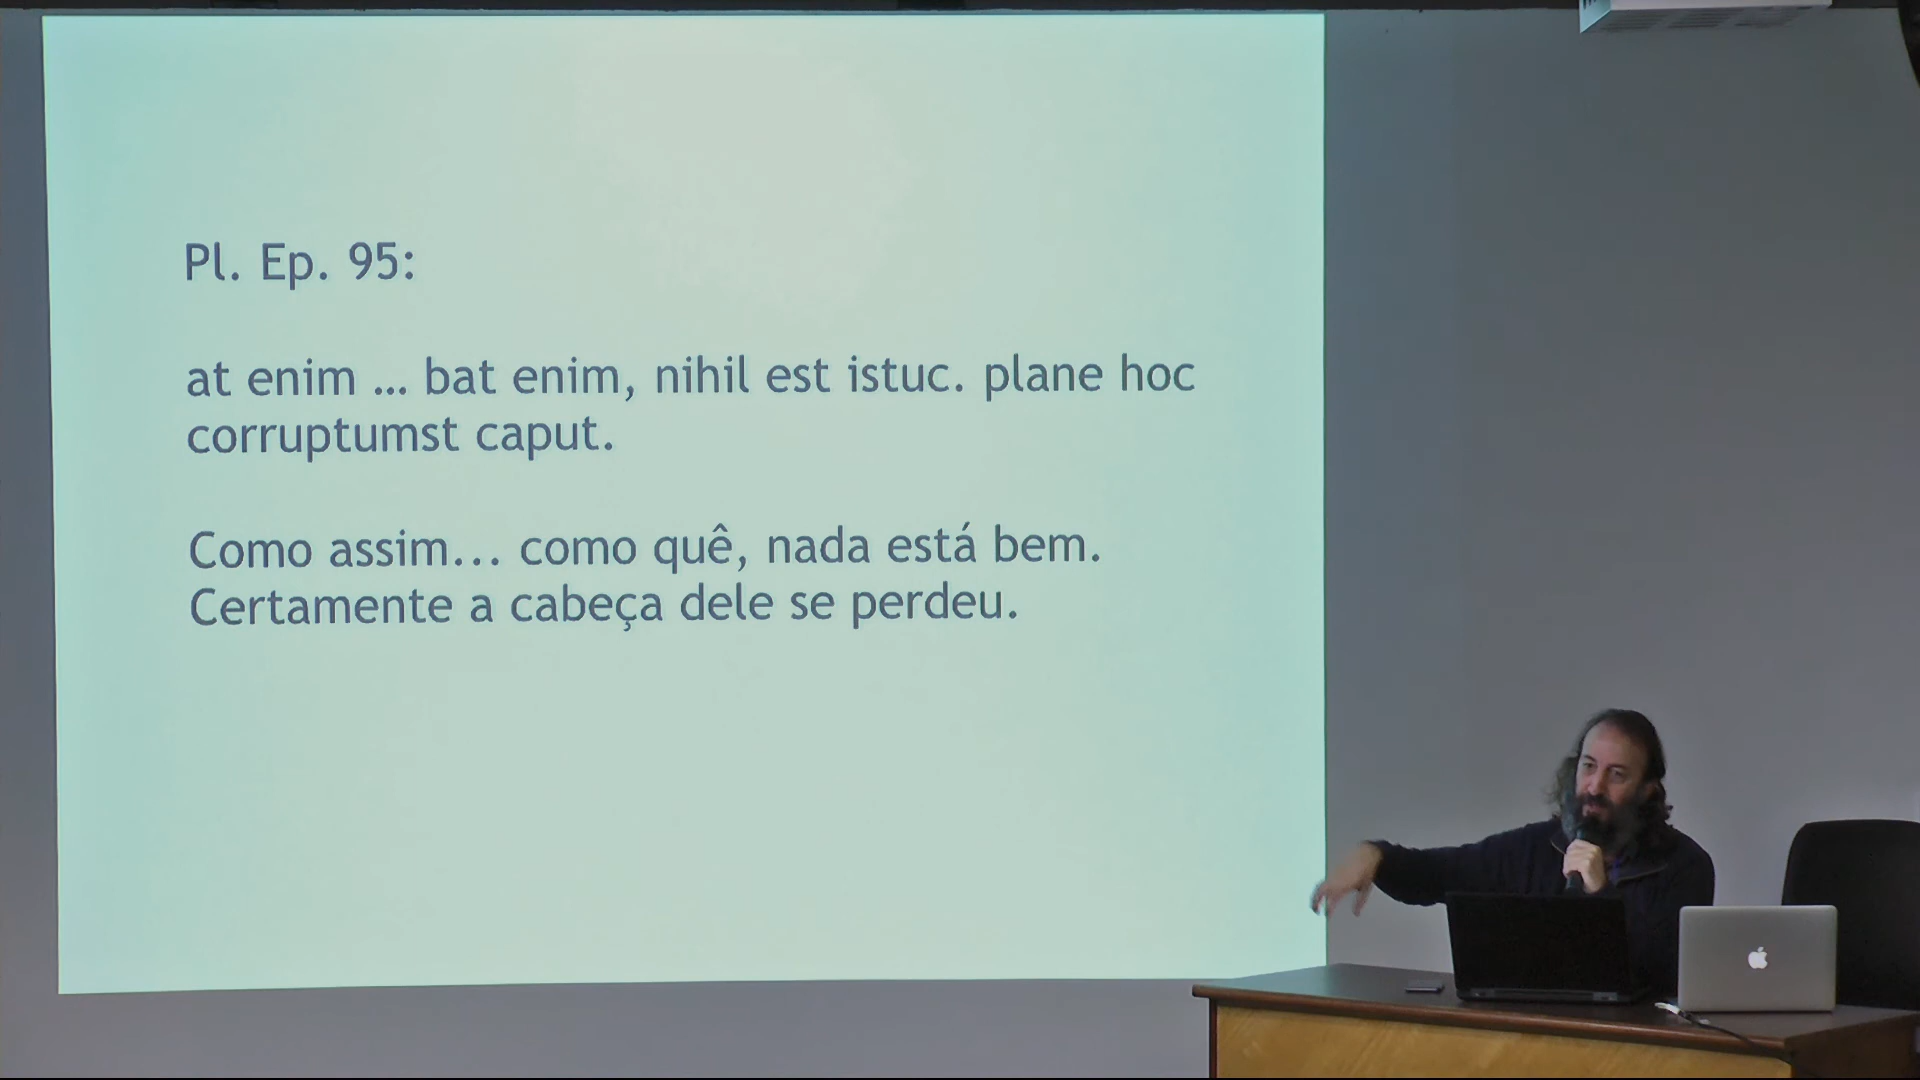 Pl. Ep. 95:
at enim ... bat enim, nihil est istuc. plane hoc
corruptumst caput.
Como assim... como quê, nada está bem.
Certamente a cabeça dele se perdeu.